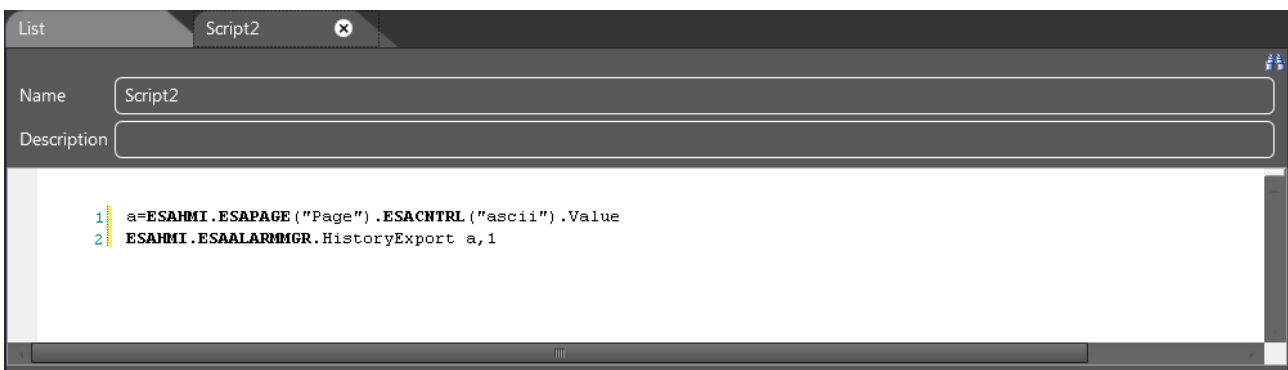 List Script2
Name Script2
Description
1 a=ESAHMI.ESAPAGE("Page").ESACNTRL("ascii").Value
2 ESAHMI.ESAALARMMGR.HistoryExport a,1